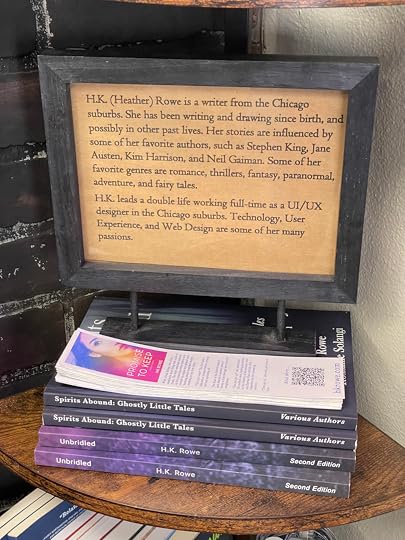 H.K. (Heather) Rowe is a writer from the Chicago
suburbs. She has been writing and drawing since birth, and
possibly in other past lives. Her stories are influenced by
some of her favorite authors, such as Stephen King, Jane
Austen, Kim Harrison, and Neil Gaiman. Some of her
favorite genres are romance, thrillers, fantasy, paranormal,
adventure, and fairy tales.
H.K. leads a double life working full-time as a UI/UX
designer in the Chicago suburbs. Technology, User
Experience, and Web Design are some of her many
passions.
Rowe
Solangi
PROMISE
TO KEEP
hkrowe.com
Spirits Abound: Ghostly Little Tales
Various Authors
Spirits Abound: Ghostly Little Tales
Various Authors
Unbridled H.K. Rowe Second Edition
Unbridled H.K. Rowe Second Edition